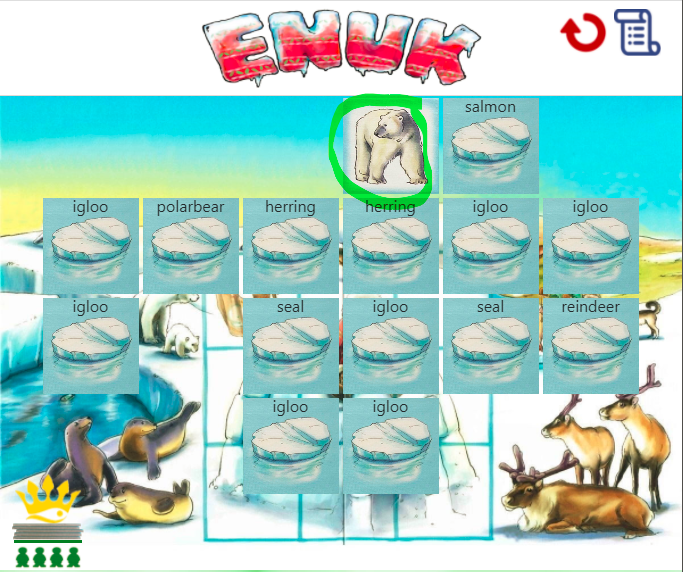 ENUK
salmon
igloo polarbear herring herring igloo igloo
igloo seal igloo seal reindeer
igloo igloo